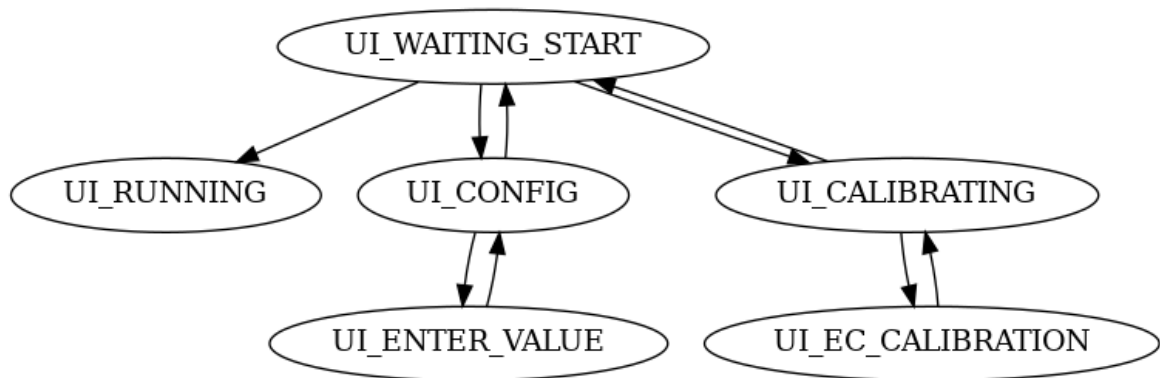 UI_WAITING_START
UI_RUNNING
UI_CONFIG
UI_CALIBRATING
UI_ENTER_VALUE
UI_EC_CALIBRATION